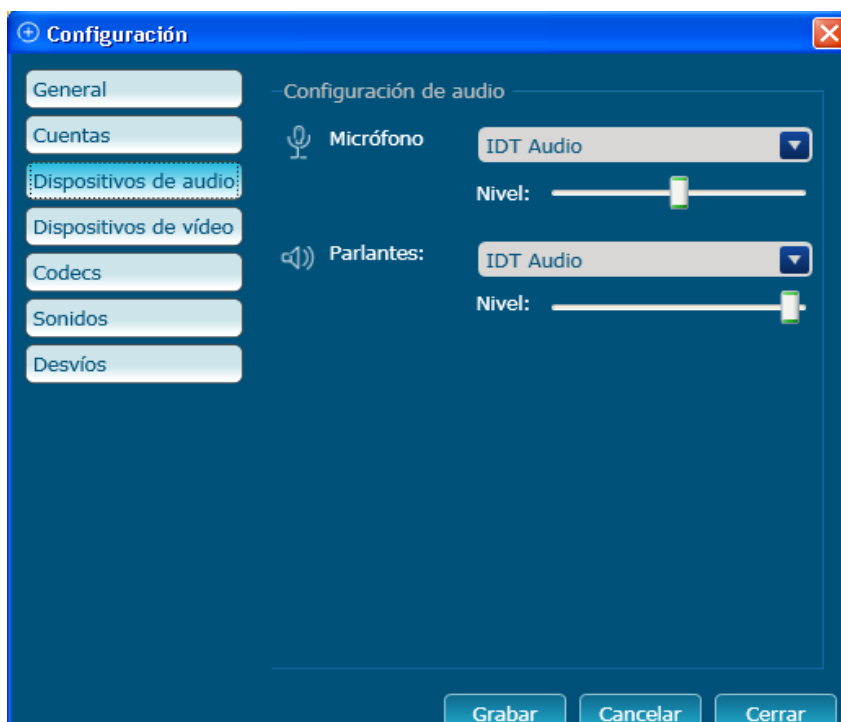 Configuración
General
Cuentas
Dispositivos de audio
Dispositivos de vídeo
Codecs
Sonidos
Desvíos
Configuración de audio
Micrófono
IDT Audio
Nivel:
Parlantes:
IDT Audio
Nivel:
Grabar
Cancelar
Cerrar